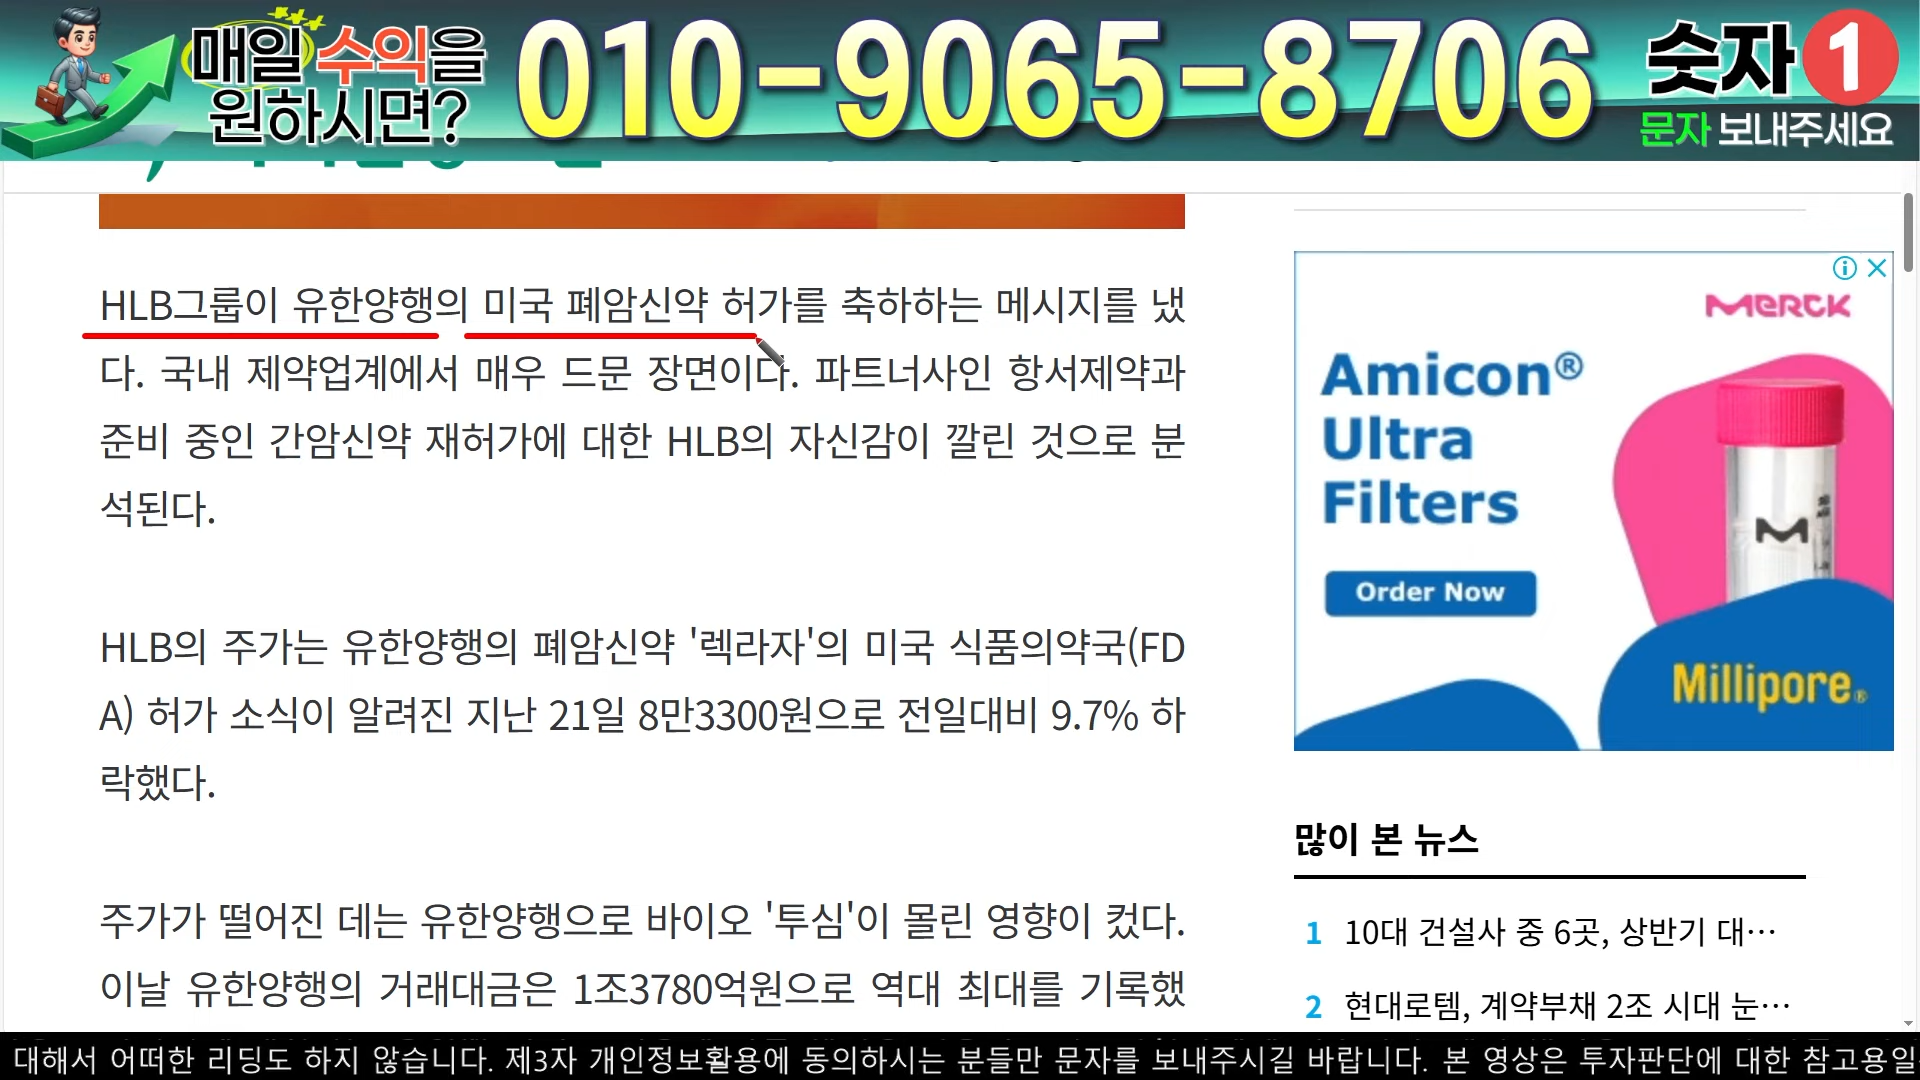 매일 수익을
원하시면?
010-9065-8706
숫자 1
문자 보내주세요
HLB그룹이 유한양행의 미국 폐암신약 허가를 축하하는 메시지를 냈
다. 국내 제약업계에서 매우 드문 장면이다. 파트너사인 항서제약과
준비 중인 간암신약 재허가에 대한 HLB의 자신감이 깔린 것으로 분
석된다.
HLB의 주가는 유한양행의 폐암신약 '렉라자'의 미국 식품의약국(FD
A) 허가 소식이 알려진 지난 21일 8만3300원으로 전일대비 9.7% 하
락했다.
주가가 떨어진 데는 유한양행으로 바이오 '투심'이 몰린 영향이 컸다.
이날 유한양행의 거래대금은 1조3780억원으로 역대 최대를 기록했
MERCK
Amicon®
Ultra
Filters
Order Now
Millipore®
많이 본 뉴스
1 10대 건설사 중 6곳, 상반기 대…
2 현대로템, 계약부채 2조 시대 눈…
대해서 어떠한 리딩도 하지 않습니다. 제3자 개인정보활용에 동의하시는 분들만 문자를 보내주시길 바랍니다. 본 영상은 투자판단에 대한 참고용일